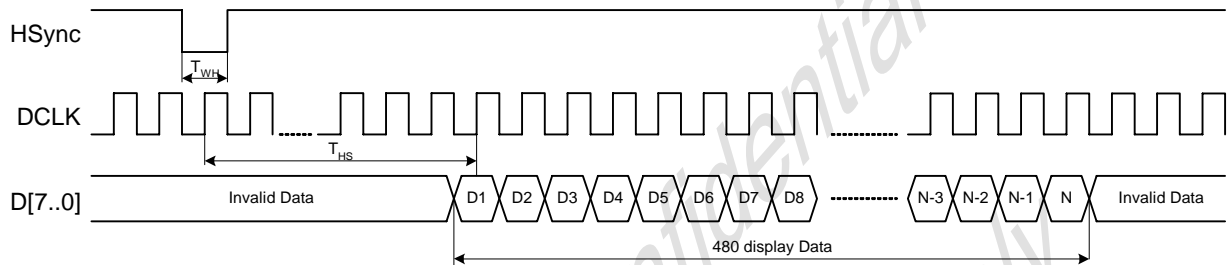 HSync
T_WH
DCLK
T_HS
D[7..0]
Invalid Data D1 D2 D3 D4 D5 D6 D7 D8 N-3 N-2 N-1 N Invalid Data
480 display Data
Confidential